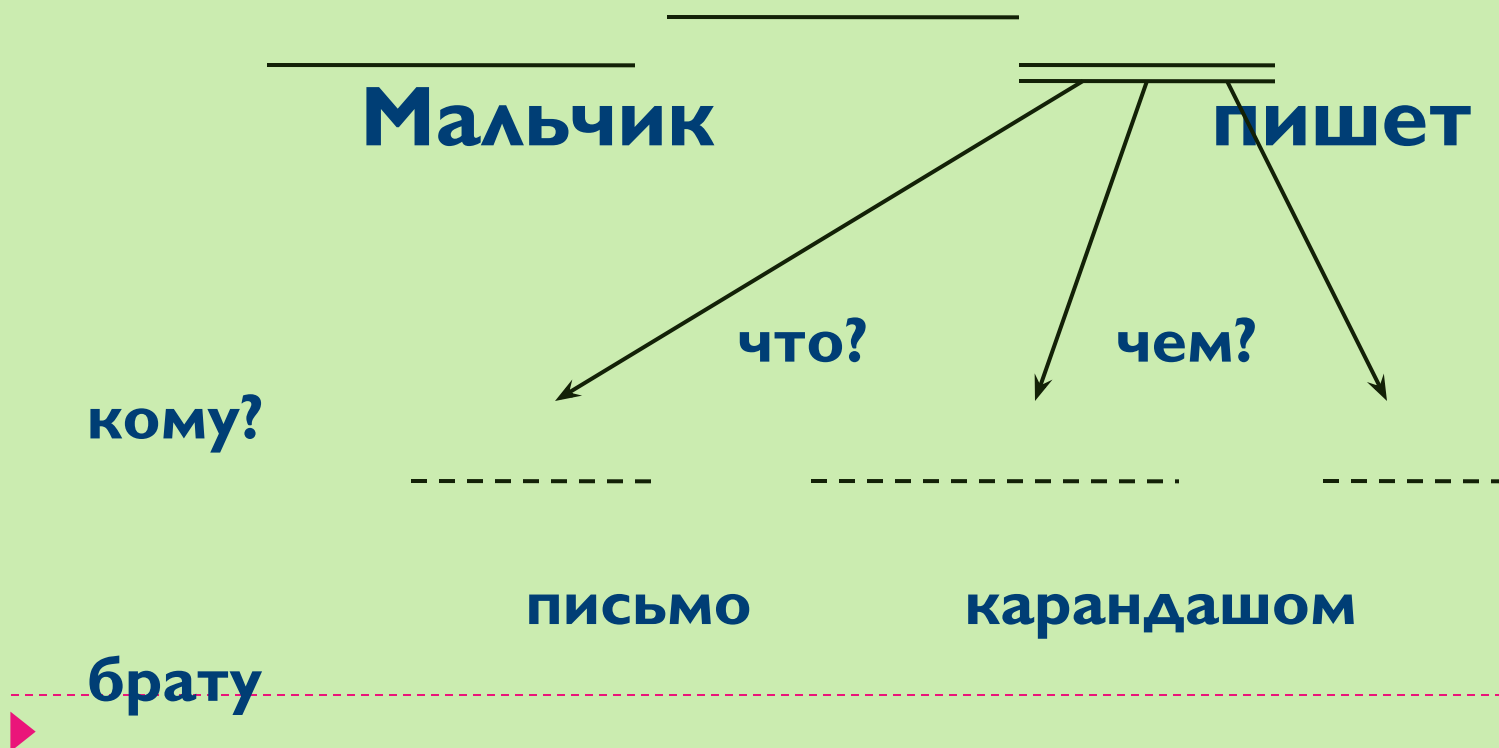 Мальчик пишет
что? чем?
кому?
письмо карандашом
брату